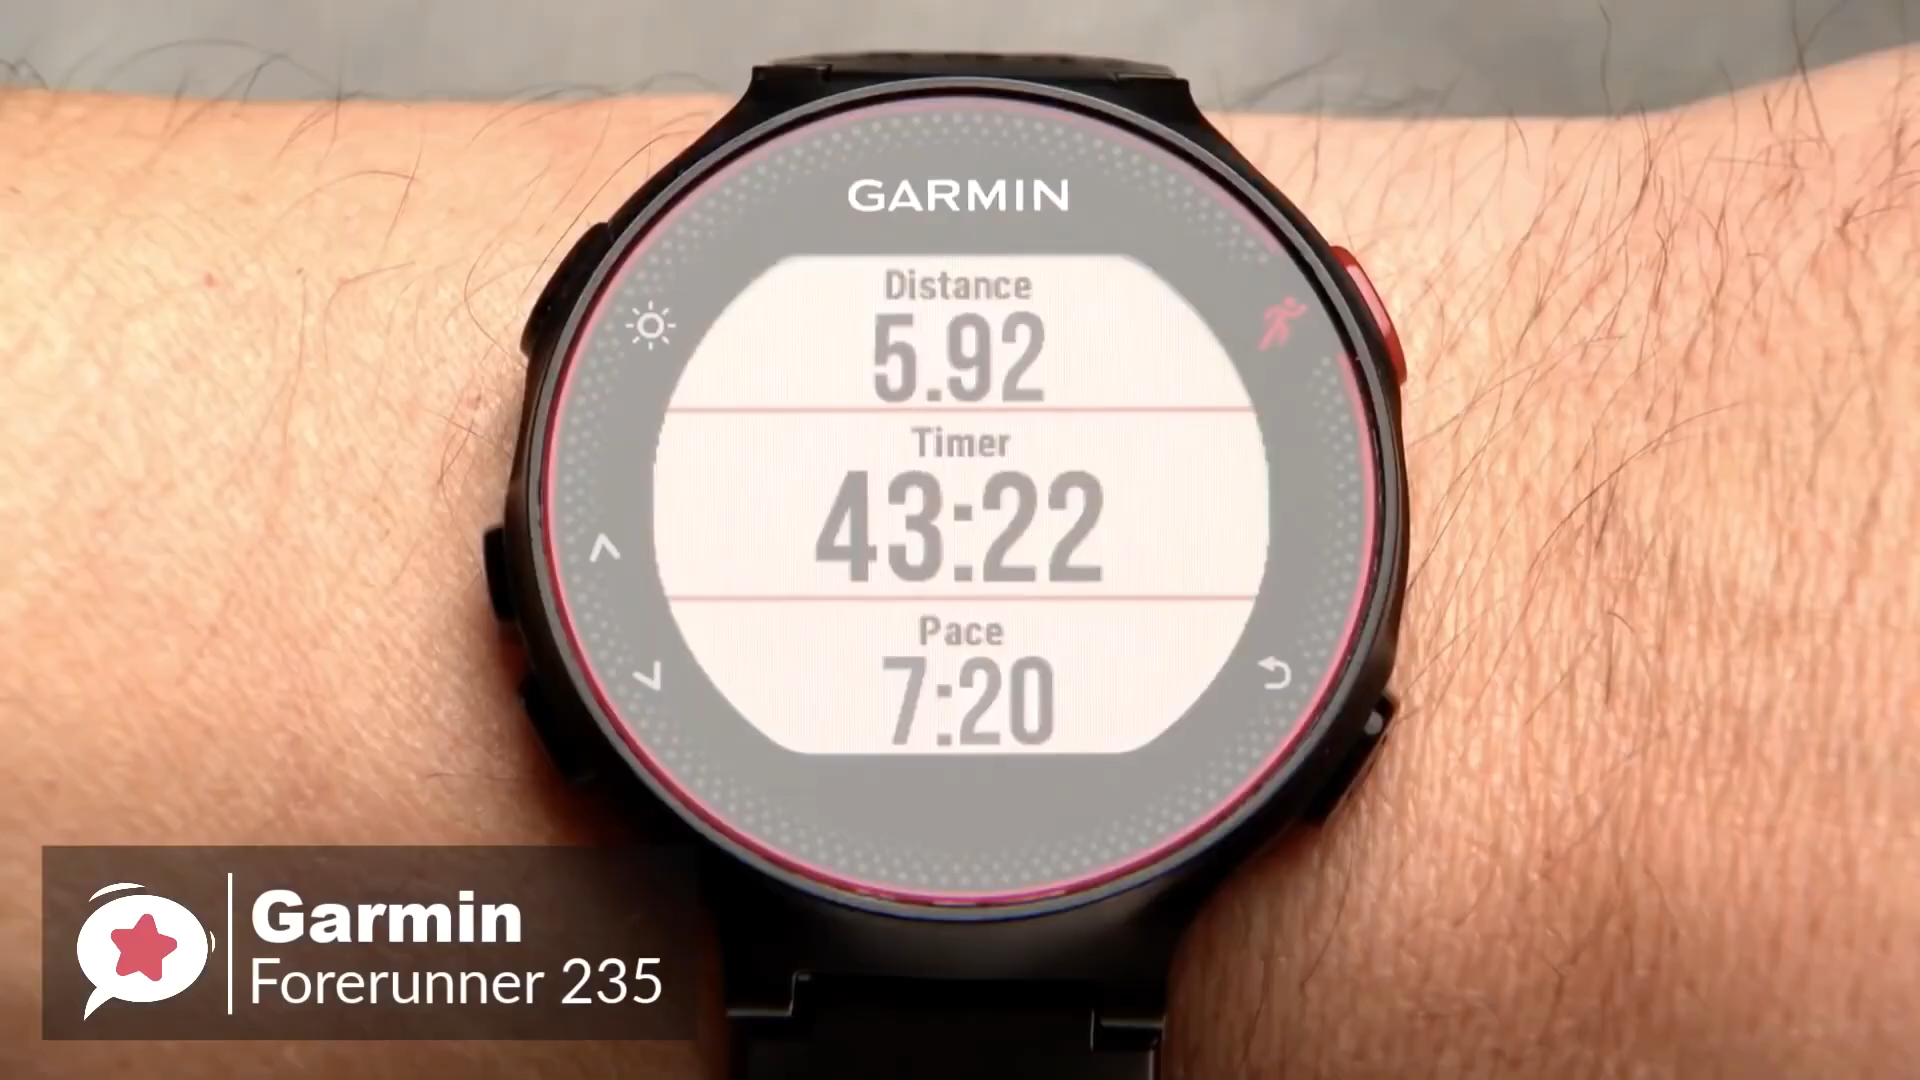 GARMIN
Distance
5.92
Timer
43:22
Pace
7:20
Garmin
Forerunner 235